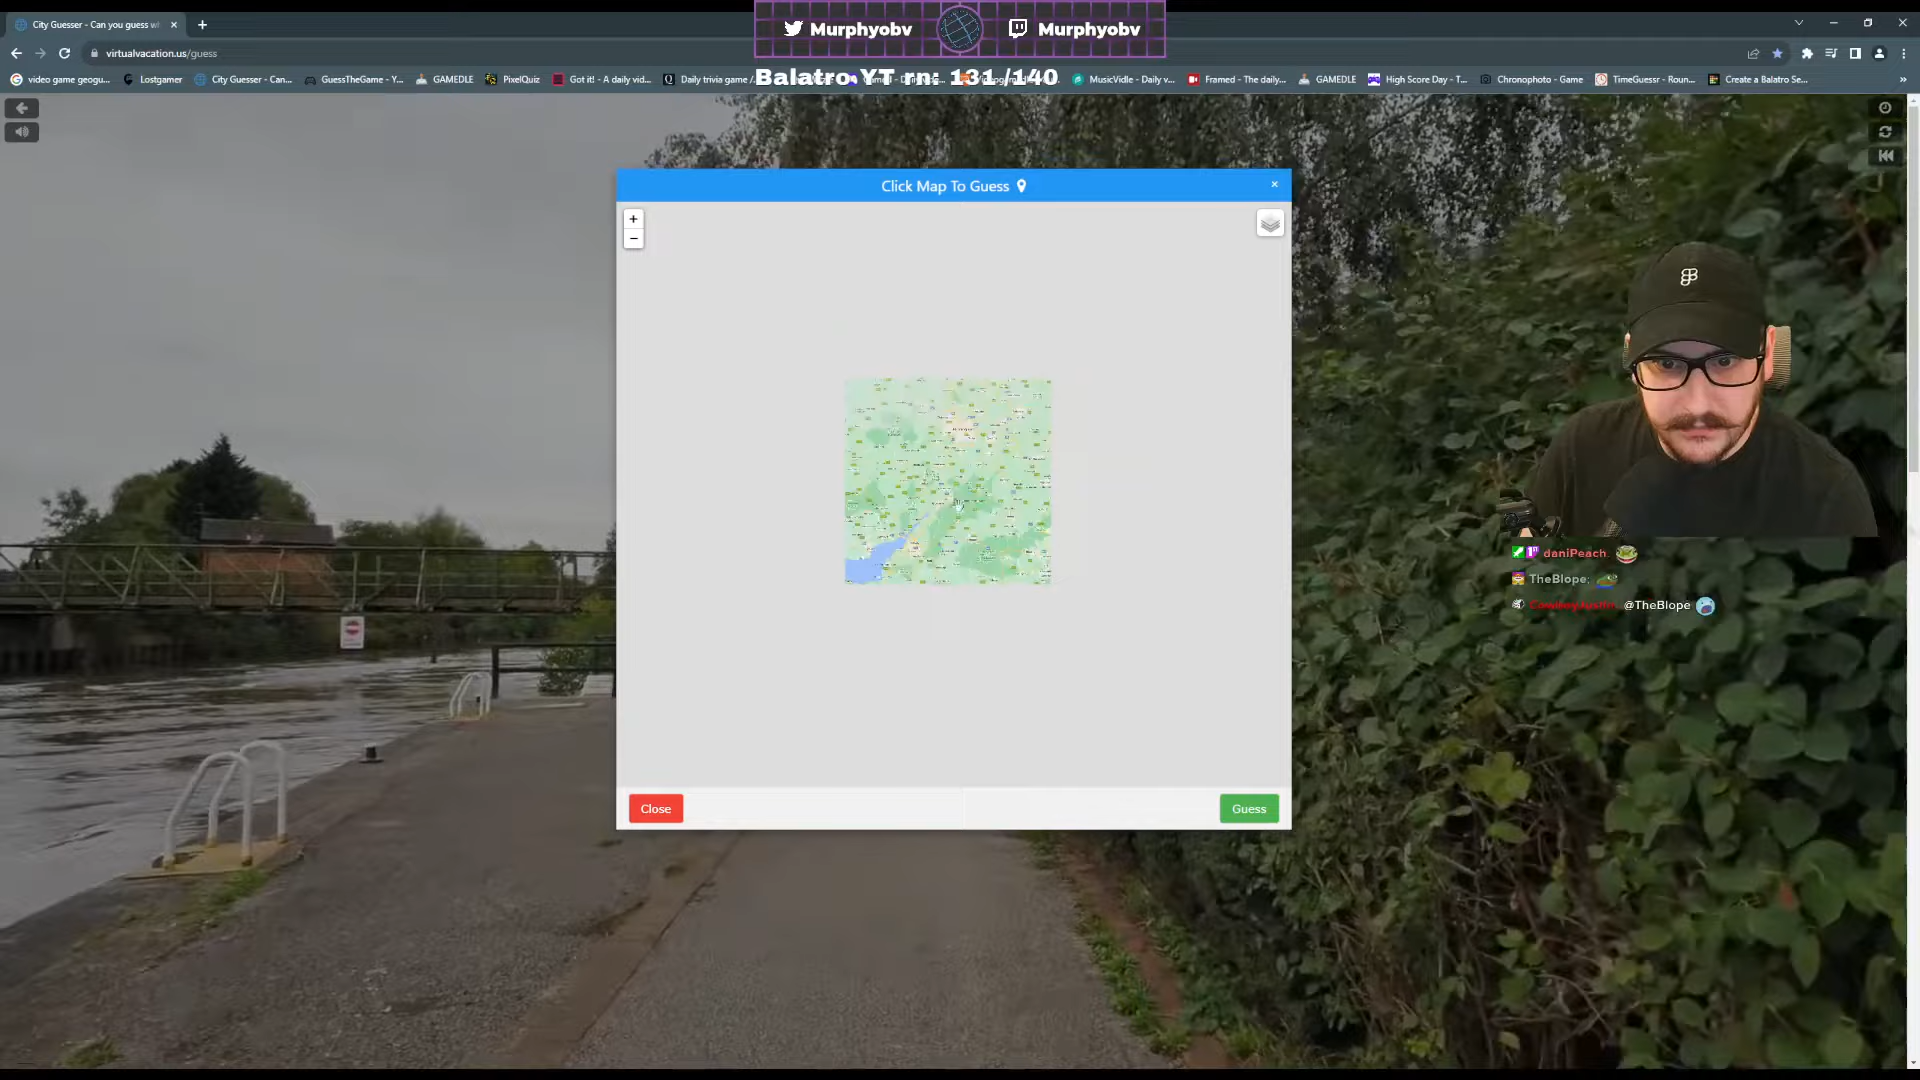 City Guesser - Can you guess w
Murphyobv
Murphyobv
virtualvacation.us/guess
Balatro YT rn: 131 /140
video game geogu...
Lostgamer
City Guesser - Can...
GuessTheGame - Y...
GAMEDLE
PixelQuiz
Got it! - A daily vid...
Daily trivia game /
MusicVidle - Daily v...
Framed - The daily...
GAMEDLE
High Score Day - T...
Chronophoto - Game
TimeGuessr - Roun...
Create a Balatro Se...
Click Map To Guess
×
+
−
daniPeach:
TheBlope:
@TheBlope
Close
Guess